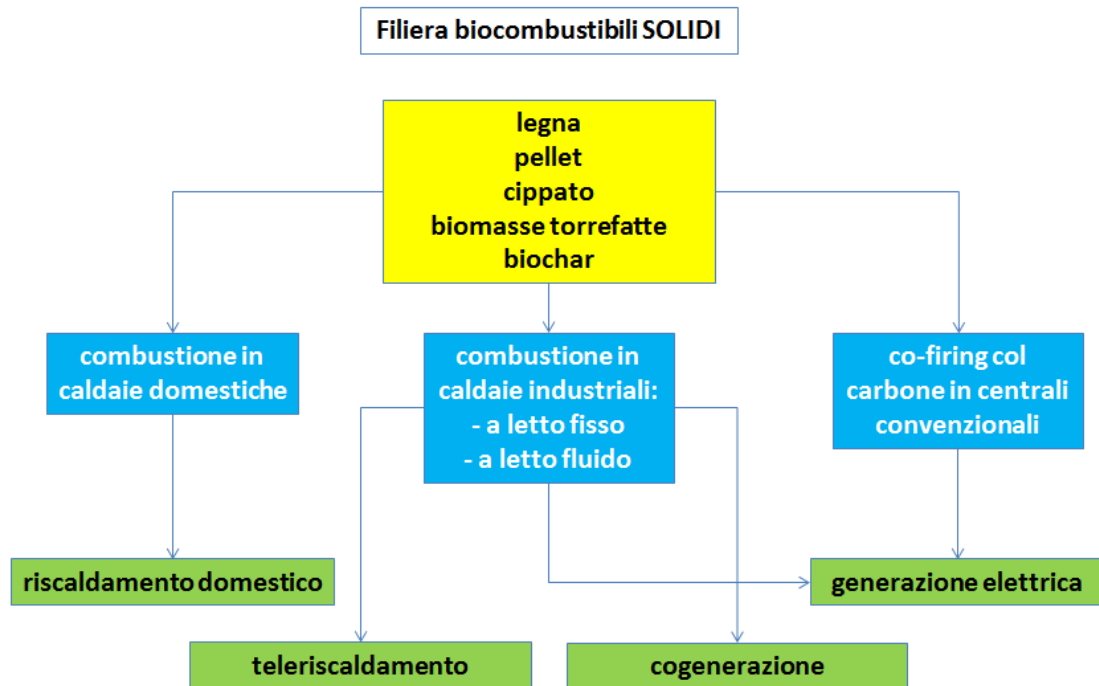 Filiera biocombustibili SOLIDI
legna
pellet
cippato
biomasse torrefatte
biochar
combustione in
caldaie domestiche
combustione in
caldaie industriali:
- a letto fisso
- a letto fluido
co-firing col
carbone in centrali
convenzionali
riscaldamento domestico
generazione elettrica
teleriscaldamento
cogenerazione